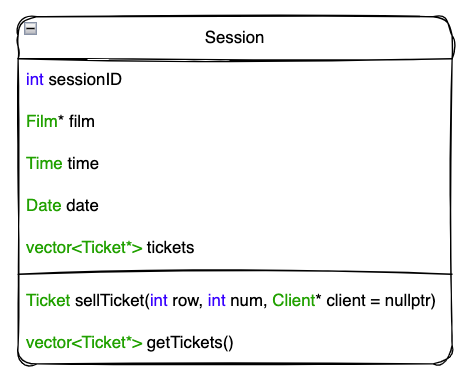 Session
int sessionID
Film* film
Time time
Date date
vector<Ticket*> tickets
Ticket sellTicket(int row, int num, Client* client = nullptr)
vector<Ticket*> getTickets()